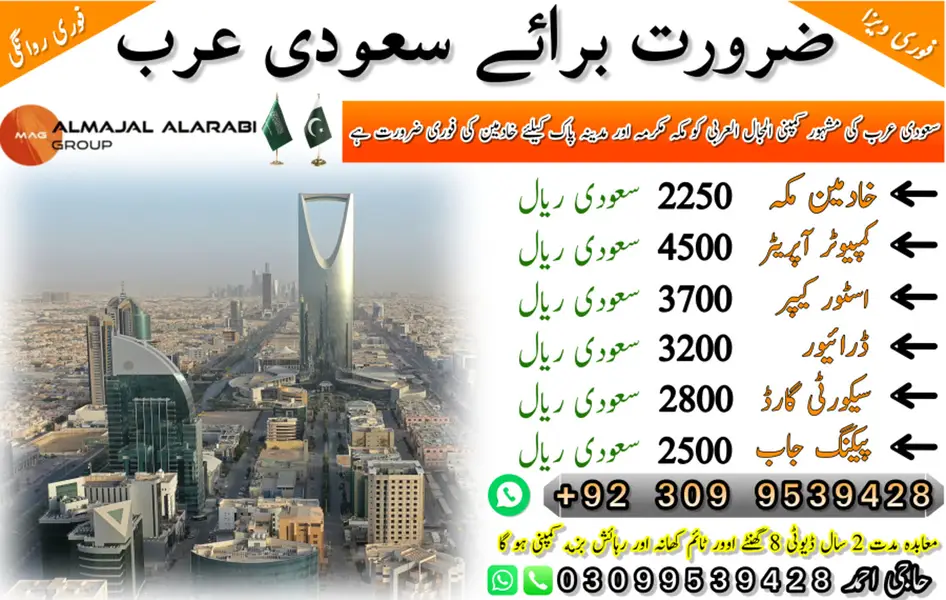 فوری روانگی
ضرورت برائے سعودی عرب
فوری ویزا
MAG ALMAJAL ALARABI
GROUP
سعودی عرب کی مشہور کمپنی المجال العربی کو مکہ مکرمہ اور مدینہ پاک کیلئے خادمین کی فوری ضرورت ہے
خادمین مکہ 2250 سعودی ریال
کمپیوٹر آپریٹر 4500 سعودی ریال
اسٹور کیپر 3700 سعودی ریال
ڈرائیور 3200 سعودی ریال
سیکورٹی گارڈ 2800 سعودی ریال
پیکنگ جاب 2500 سعودی ریال
+92 309 9539428
معاہدہ مدت 2 سال ڈیوٹی 8 گھنٹے اوور ٹائم کھانہ اور رہائش بزمہ کمپنی ہو گا
حاجی احمد 03099539428